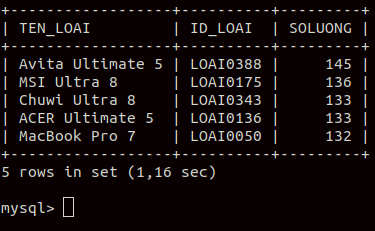 +------------------+----------+---------+
| TEN_LOAI         | ID_LOAI  | SOLUONG |
+------------------+----------+---------+
| Avita Ultimate 5 | LOAI0388 |     145 |
| MSI Ultra 8      | LOAI0175 |     136 |
| Chuwi Ultra 8    | LOAI0343 |     133 |
| ACER Ultimate 5  | LOAI0136 |     133 |
| MacBook Pro 7    | LOAI0050 |     132 |
+------------------+----------+---------+
5 rows in set (1,16 sec)
mysql>